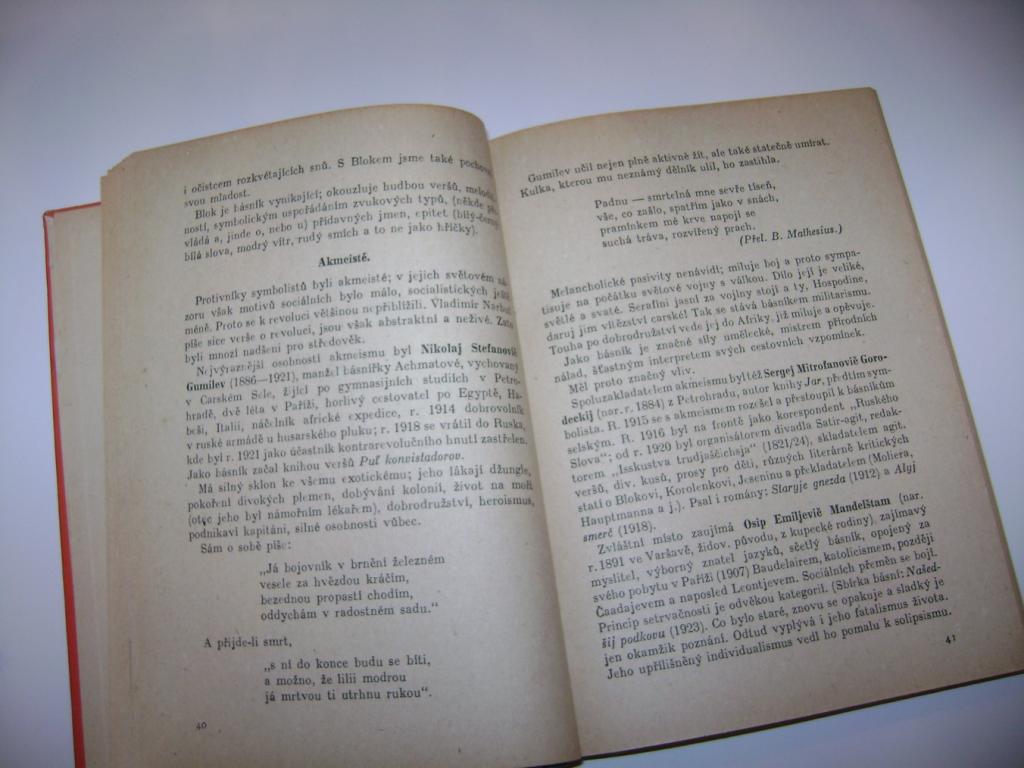 i očistcem rozkvétajících snů. S Blokem jsme také pochova
svou mladost.
Blok je básník vynikající; okouzluje hudbou veršů, melodič
ností, symbolickým uspořádáním zvukových typů, (někde pře
vládá a, jinde o, nebo u) přídavných jmen, epitet (bílý-černý
bílá slova, modrý vítr, rudý smích a to ne jako hříčky).
Akmeisté.
Protivníky symbolistů byli akmeisté; v jejich světovém ná
zoru však motivů sociálních bylo málo, socialistických ještě
méně. Proto se k revoluci většinou nepřiblížili. Vladimír Narbut
píše sice verše o revoluci, jsou však abstraktní a neživé. Zato
byli mnozí nadšení pro středověk.
Nejvýraznější osobností akmeismu byl Nikolaj Stefanovič
Gumilev (1886—1921), manžel básnířky Achmatové, vychovaný
v Carském Sele, žijící po gymnasijních studiích v Petro-
hradě, dvě léta v Paříži, horlivý cestovatel po Egyptě, Ha-
beši, Italii, náčelník africké expedice, r. 1914 dobrovolník
v ruské armádě u husarského pluku; r. 1918 se vrátil do Ruska,
kde byl r. 1921 jako účastník kontrarevolučního hnutí zastřelen.
Jako básník začal knihou veršů Puť konvistadorov.
Má silný sklon ke všemu exotickému; jeho lákají džungle,
pokoření divokých plemen, dobývání kolonií, život na moři
(otec jeho byl námořním lékařem), dobrodružství, heroismus,
podnikaví kapitáni, silné osobnosti vůbec.
Sám o sobě píše:
„Já bojovník v brnění železném
vesele za hvězdou kráčím,
bezednou propastí chodím,
oddýchám v radostném sadu.“
A přijde-li smrt,
„s ní do konce budu se bíti,
a možno, že lilii modrou
já mrtvou ti utrhnu rukou“.
40
Gumilev učil nejen plně aktivně žít, ale také statečně umírat.
Kulka, kterou mu neznámý dělník ulil, ho zastihla.
Padnu — smrtelná mne sevře tíseň,
vše, co zašlo, spatřím jako v snách,
pramínkem mé krve napojí se
suchá tráva, rozvířený prach.
(Přel. B. Mathesius.)
Melancholické pasivity nenávidí; miluje boj a proto sympa-
tisuje na počátku světové vojny s válkou. Dílo její je veliké,
světlé a svaté. Serafíni jasní za vojíny stojí a ty, Hospodine,
daruj jim vítězství carské! Tak se stává básníkem militarismu.
Touha po dobrodružství vede jej do Afriky, již miluje a opěvuje.
Jako básník je značné síly umělecké, mistrem přírodních
nálad, šťastným interpretem svých cestovních vzpomínek.
Měl proto značný vliv.
Spoluzakladatelem akmeismu byl též Sergej Mitrofanovič Goro-
deckij (nar. r. 1884) z Petrohradu, autor knihy Jar, předtím sym-
bolista. R. 1915 se s akmeismem rozešel a přestoupil k básníkům
selským. R. 1916 byl na frontě jako korespondent „Ruského
Slova“; od r. 1920 byl organisátorem divadla Satir-agit, redak-
torem „Isskustva trudjaščichsja“ (1821/24), skladatelem agit.
veršů, div. kusů, prosy pro děti, různých literárně kritických
statí o Blokovi, Korolenkovi, Jeseninu a překladatelem (Moliera,
Hauptmanna a j.). Psal i romány: Staryje gnezda (1912) a Alyj
smerč (1918).
Zvláštní místo zaujímá Osip Emiljevič Mandelštam (nar.
r. 1891 ve Varšavě, židov. původu, z kupecké rodiny), zajímavý
myslitel, výborný znatel jazyků, sčetlý básník, opojený za
svého pobytu v Paříži (1907) Baudelairem, katolicismem, později
Čaadajevem a naposled Leontjevem. Sociálních přeměn se bojí.
Princip setrvačnosti je odvěkou kategorií. (Sbírka básní: Našed-
šij podkovu (1923). Co bylo staré, znovu se opakuje a sladký je
jen okamžik poznání. Odtud vyplývá i jeho fatalismus života.
Jeho upřílišněný individualismus vedl ho pomalu k solipsismu.
41